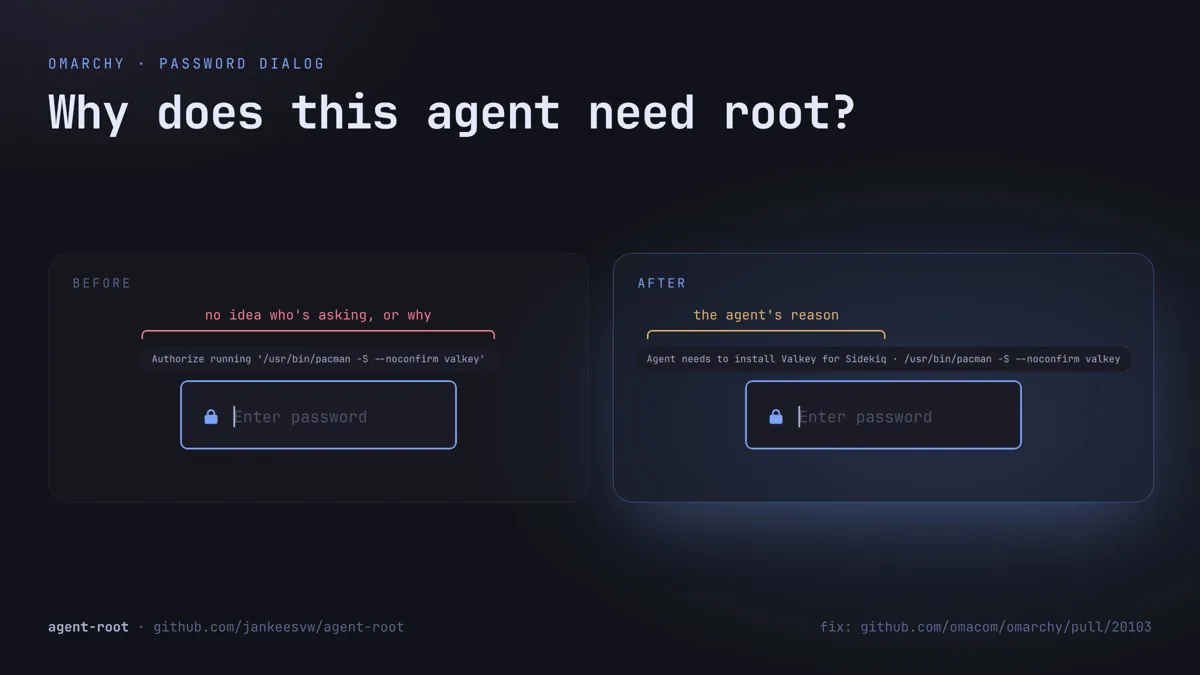 OMARCHY · PASSWORD DIALOG
Why does this agent need root?
BEFORE
no idea who's asking, or why
Authorize running '/usr/bin/pacman -S --noconfirm valkey'
Enter password
AFTER
the agent's reason
Agent needs to install Valkey for Sidekiq · /usr/bin/pacman -S --noconfirm valkey
Enter password
agent-root · github.com/jankeesvw/agent-root
fix: github.com/omacom/omarchy/pull/20103